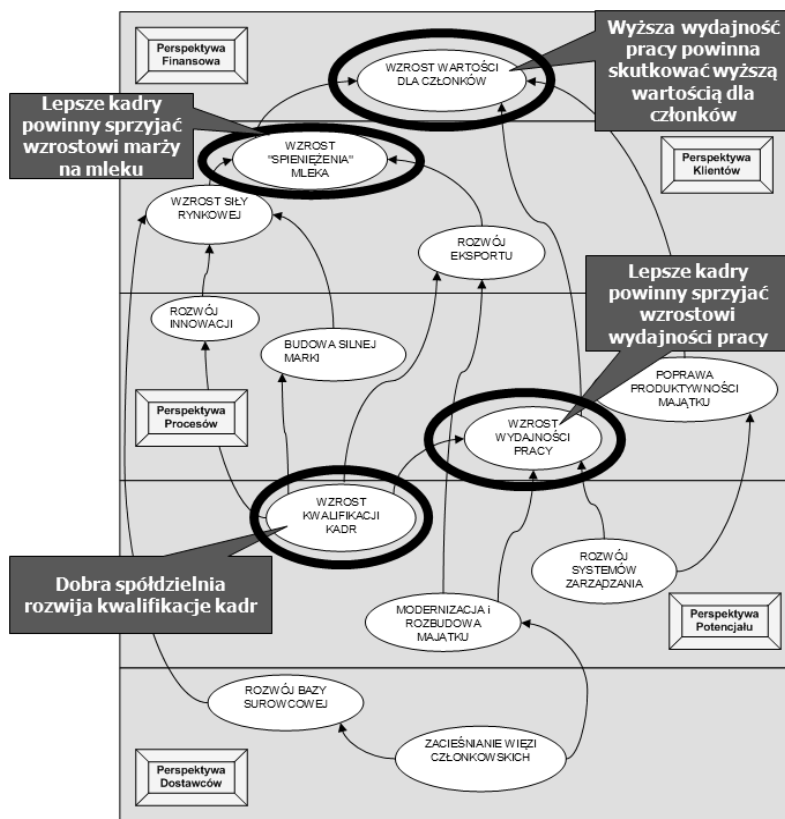 Perspektywa
Finansowa
WZROST WARTOŚCI
DLA CZŁONKÓW
Wyższa wydajność
pracy powinna
skutkować wyższą
wartością dla
członków
Lepsze kadry
powinny sprzyjać
wzrostowi marży
na mleku
WZROST
"SPIENIĘŻENIA"
MLEKA
Perspektywa
Klientów
WZROST SIŁY
RYNKOWEJ
ROZWÓJ
EKSPORTU
Lepsze kadry
powinny sprzyjać
wzrostowi
wydajności pracy
ROZWÓJ
INNOWACJI
BUDOWA SILNEJ
MARKI
POPRAWA
PRODUKTYWNOŚCI
MAJĄTKU
Perspektywa
Procesów
WZROST
WYDAJNOŚCI
PRACY
WZROST
KWALIFIKACJI
KADR
ROZWÓJ
SYSTEMÓW
ZARZĄDZANIA
Dobra spółdzielnia
rozwija kwalifikacje kadr
MODERNIZACJA i
ROZBUDOWA
MAJATKU
Perspektywa
Potencjału
ROZWÓJ BAZY
SUROWCOWEJ
ZACIEŚNIANIE WIĘZI
CZŁONKOWSKICH
Perspektywa
Dostawców